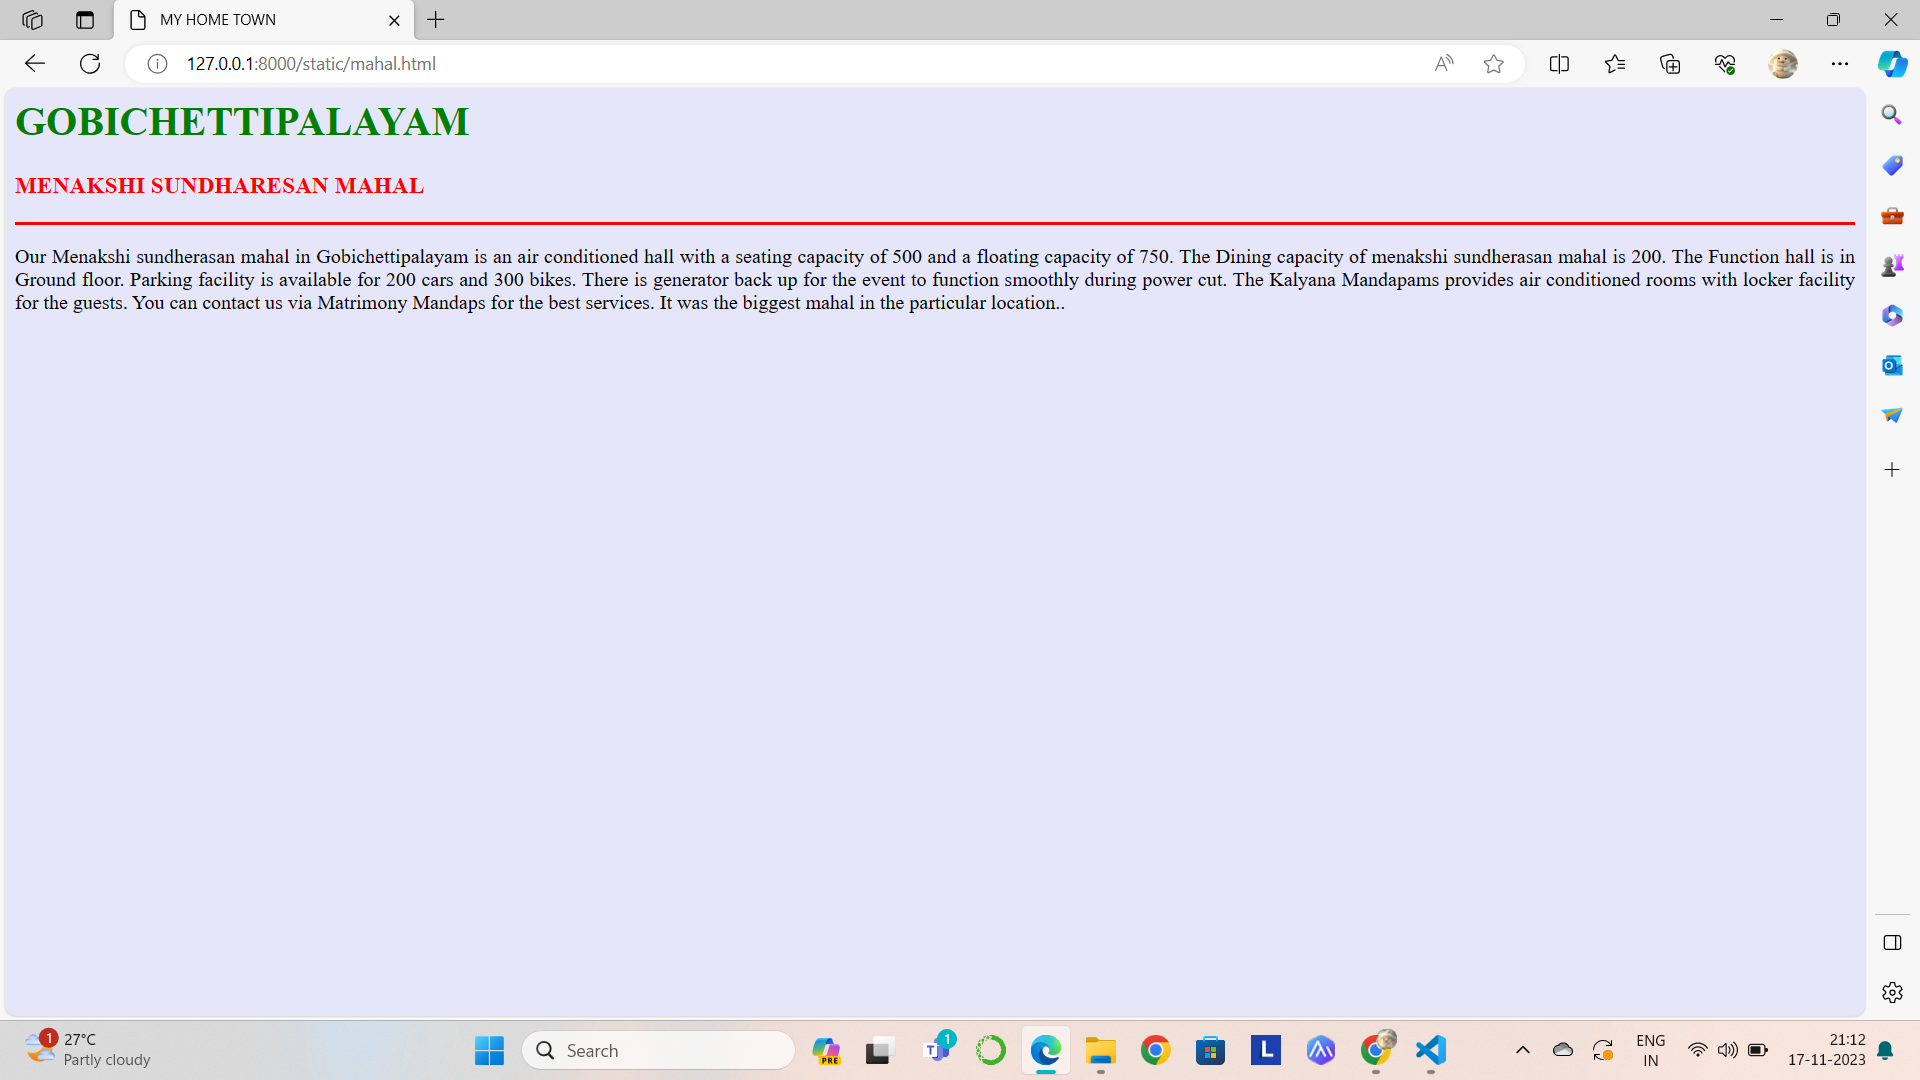 MY HOME TOWN
127.0.0.1:8000/static/mahal.html
GOBICHETTIPALAYAM
MENAKSHI SUNDHARESAN MAHAL
Our Menakshi sundherasan mahal in Gobichettipalayam is an air conditioned hall with a seating capacity of 500 and a floating capacity of 750. The Dining capacity of menakshi sundherasan mahal is 200. The Function hall is in
Ground floor. Parking facility is available for 200 cars and 300 bikes. There is generator back up for the event to function smoothly during power cut. The Kalyana Mandapams provides air conditioned rooms with locker facility
for the guests. You can contact us via Matrimony Mandaps for the best services. It was the biggest mahal in the particular location..
1
27°C
Partly cloudy
Search
PRE
1
T
L
ENG
IN
21:12
17-11-2023